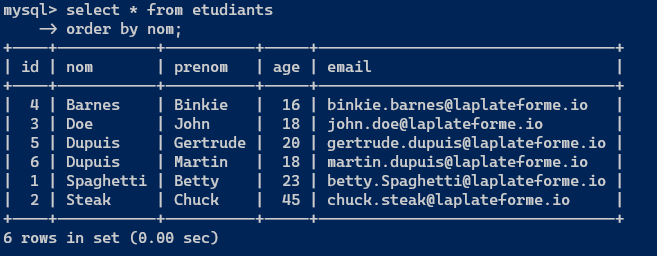 mysql> select * from etudiants
    -> order by nom;
+----+-----------+----------+-----+--------------------------------+
| id | nom       | prenom   | age | email                          |
+----+-----------+----------+-----+--------------------------------+
|  4 | Barnes    | Binkie   |  16 | binkie.barnes@laplateforme.io  |
|  3 | Doe       | John     |  18 | john.doe@laplateforme.io       |
|  5 | Dupuis    | Gertrude |  20 | gertrude.dupuis@laplateforme.io |
|  6 | Dupuis    | Martin   |  18 | martin.dupuis@laplateforme.io  |
|  1 | Spaghetti | Betty    |  23 | betty.Spaghetti@laplateforme.io |
|  2 | Steak     | Chuck    |  45 | chuck.steak@laplateforme.io    |
+----+-----------+----------+-----+--------------------------------+
6 rows in set (0.00 sec)